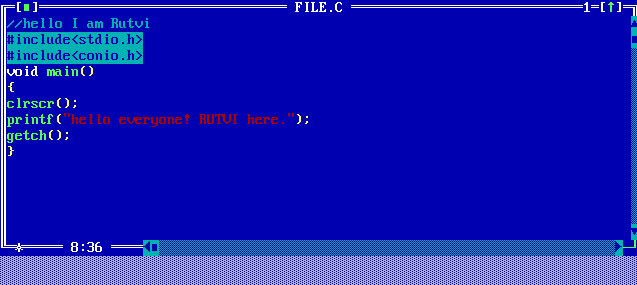 FILE.C 1=[↑]
//hello I am Rutvi
#include<stdio.h>
#include<conio.h>
void main()
{
clrscr();
printf("hello everyone! RUTVI here.");
getch();
}
8:36